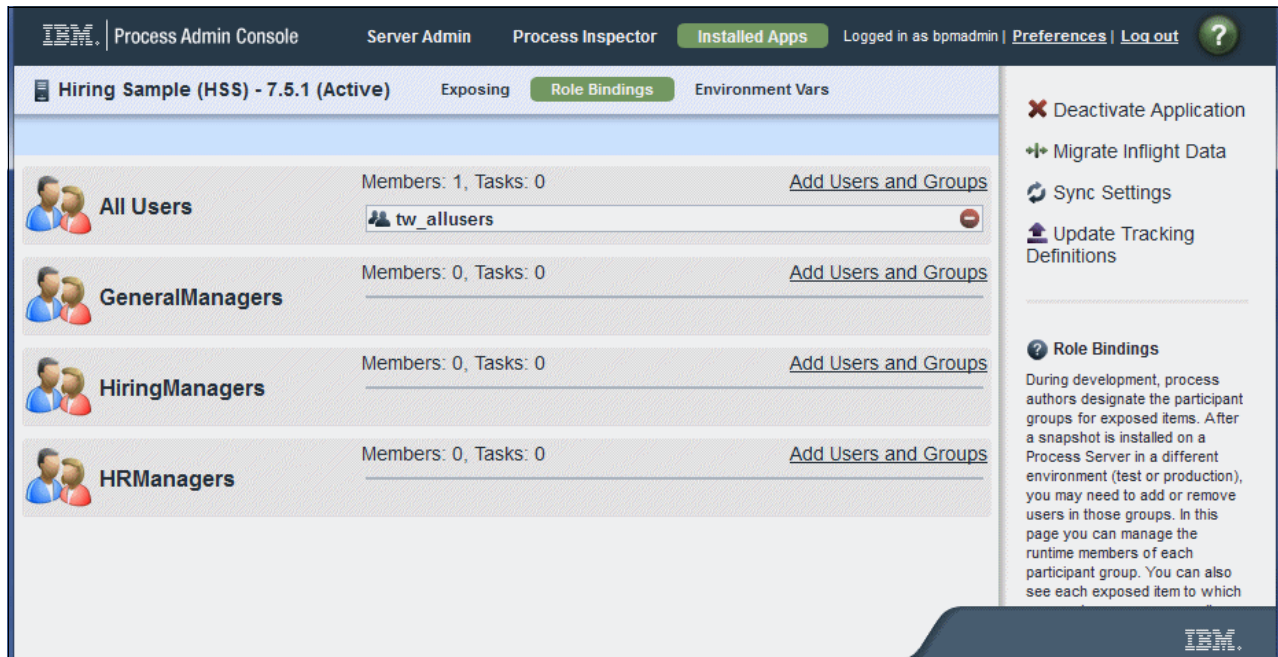 IBM. Process Admin Console Server Admin Process Inspector Installed Apps Logged in as bpmadmin | Preferences | Log out ?
Hiring Sample (HSS) - 7.5.1 (Active) Exposing Role Bindings Environment Vars
All Users
Members: 1, Tasks: 0 Add Users and Groups
tw_allusers
GeneralManagers
Members: 0, Tasks: 0 Add Users and Groups
HiringManagers
Members: 0, Tasks: 0 Add Users and Groups
HRManagers
Members: 0, Tasks: 0 Add Users and Groups
Deactivate Application
Migrate Inflight Data
Sync Settings
Update Tracking
Definitions
? Role Bindings
During development, process
authors designate the participant
groups for exposed items. After
a snapshot is installed on a
Process Server in a different
environment (test or production),
you may need to add or remove
users in those groups. In this
page you can manage the
runtime members of each
participant group. You can also
see each exposed item to which
IBM.